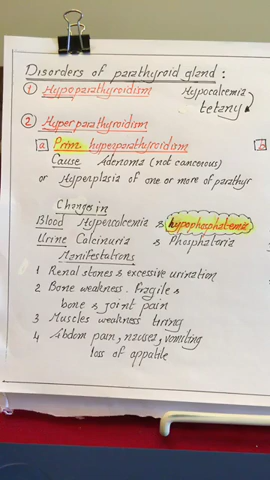 Disorders of parathyroid gland :
① Hypoparathyroidism Hypocalcemia
tetany
② Hyperparathyroidism
a Prim hyperparathyroidism b
Cause Adenoma (not cancerous)
or Hyperplasia of one or more of parathyr
Changes in
Blood Hypercalcemia & hypophosphatemia
Urine Calcinuria & Phosphaturia
Manifestations
1 Renal stones & excessive urination
2 Bone weakness. Fragile &
bone & joint pain
3 Muscles weakness tiring
4 Abdom pain, nausea, vomiting
loss of appatite